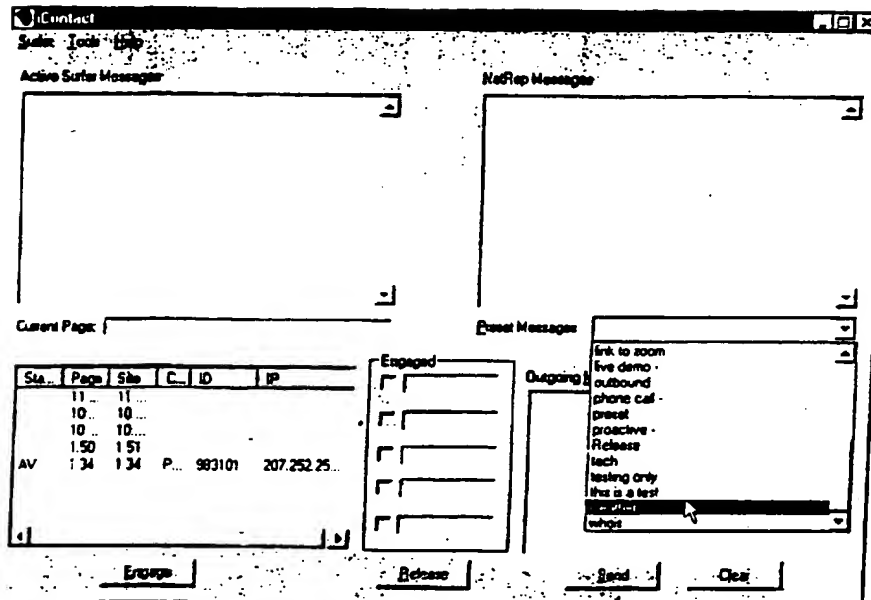 iContact
Surfer Tools Help
Active Surfer Messages
NetRep Messages
Current Page:
Preset Messages
link to zoom
live demo -
outbound
phone call -
preset
proactive -
Release
tech
testing only
this is a test
whois
Sta... Page Site C... ID IP
11... 11...
10... 10...
10... 10...
1.50 1 51
AV 1 34 1 34 P... 983101 207.252.25...
Engaged
Outgoing
Engage
Release
Send
Clear